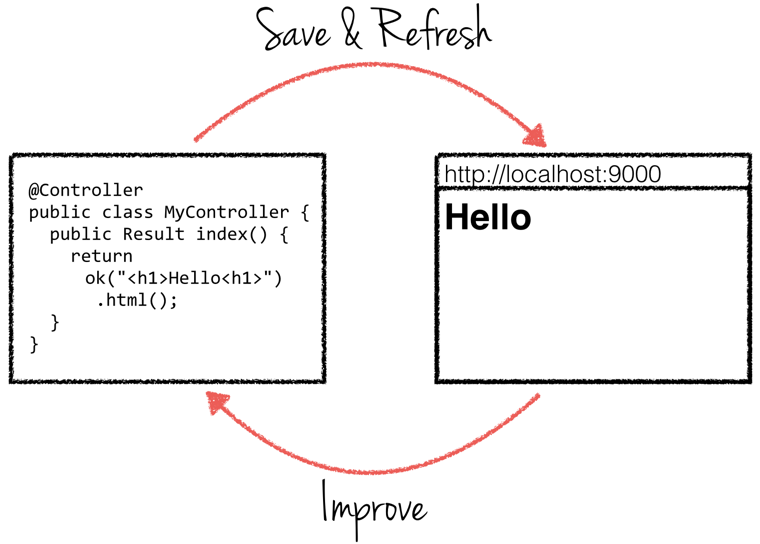 Save & Refresh
@Controller
public class MyController {
  public Result index() {
    return
      ok("<h1>Hello<h1>")
       .html();
  }
}
http://localhost:9000
Hello
Improve